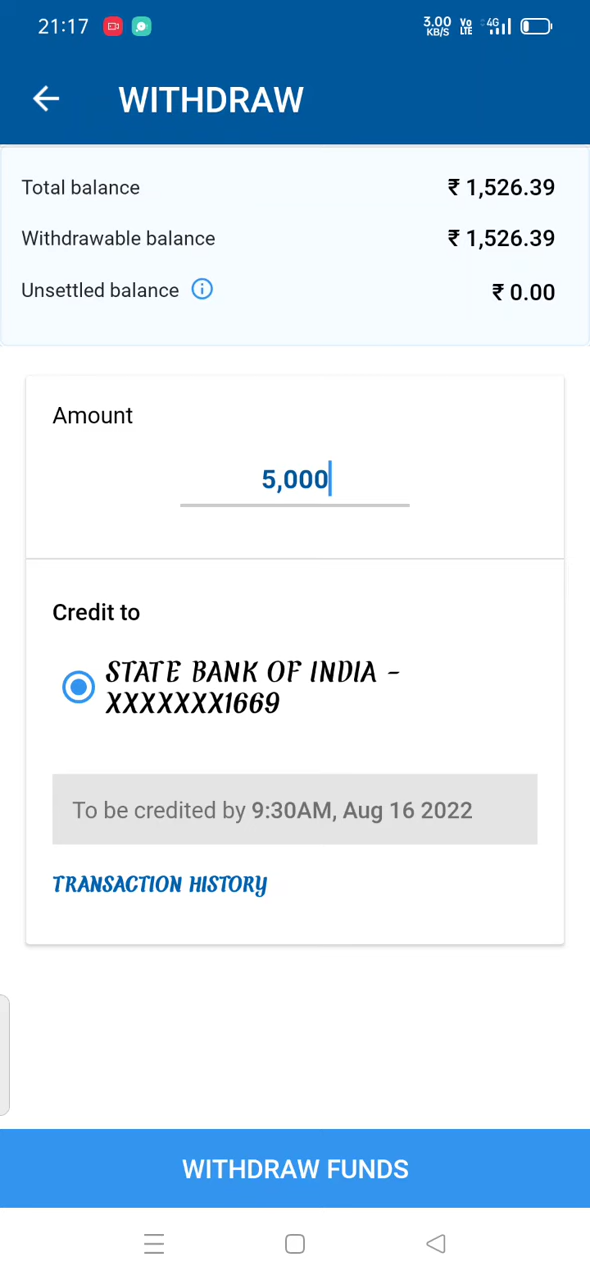 21:17 3.00 KB/S Vo LTE 4G
WITHDRAW
Total balance ₹ 1,526.39
Withdrawable balance ₹ 1,526.39
Unsettled balance ₹ 0.00
Amount
5,000
Credit to
STATE BANK OF INDIA -
XXXXXXX1669
To be credited by 9:30AM, Aug 16 2022
TRANSACTION HISTORY
WITHDRAW FUNDS